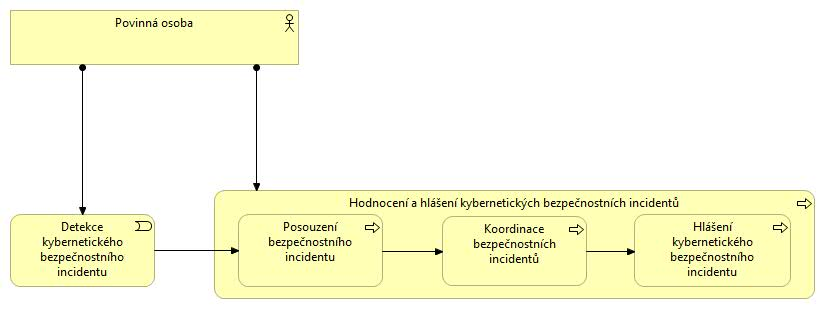 Povinná osoba
Hodnocení a hlášení kybernetických bezpečnostních incidentů
Detekce
kybernetického
bezpečnostního
incidentu
Posouzení
bezpečnostního
incidentu
Koordinace
bezpečnostních
incidentů
Hlášení
kybernetického
bezpečnostního
incidentu